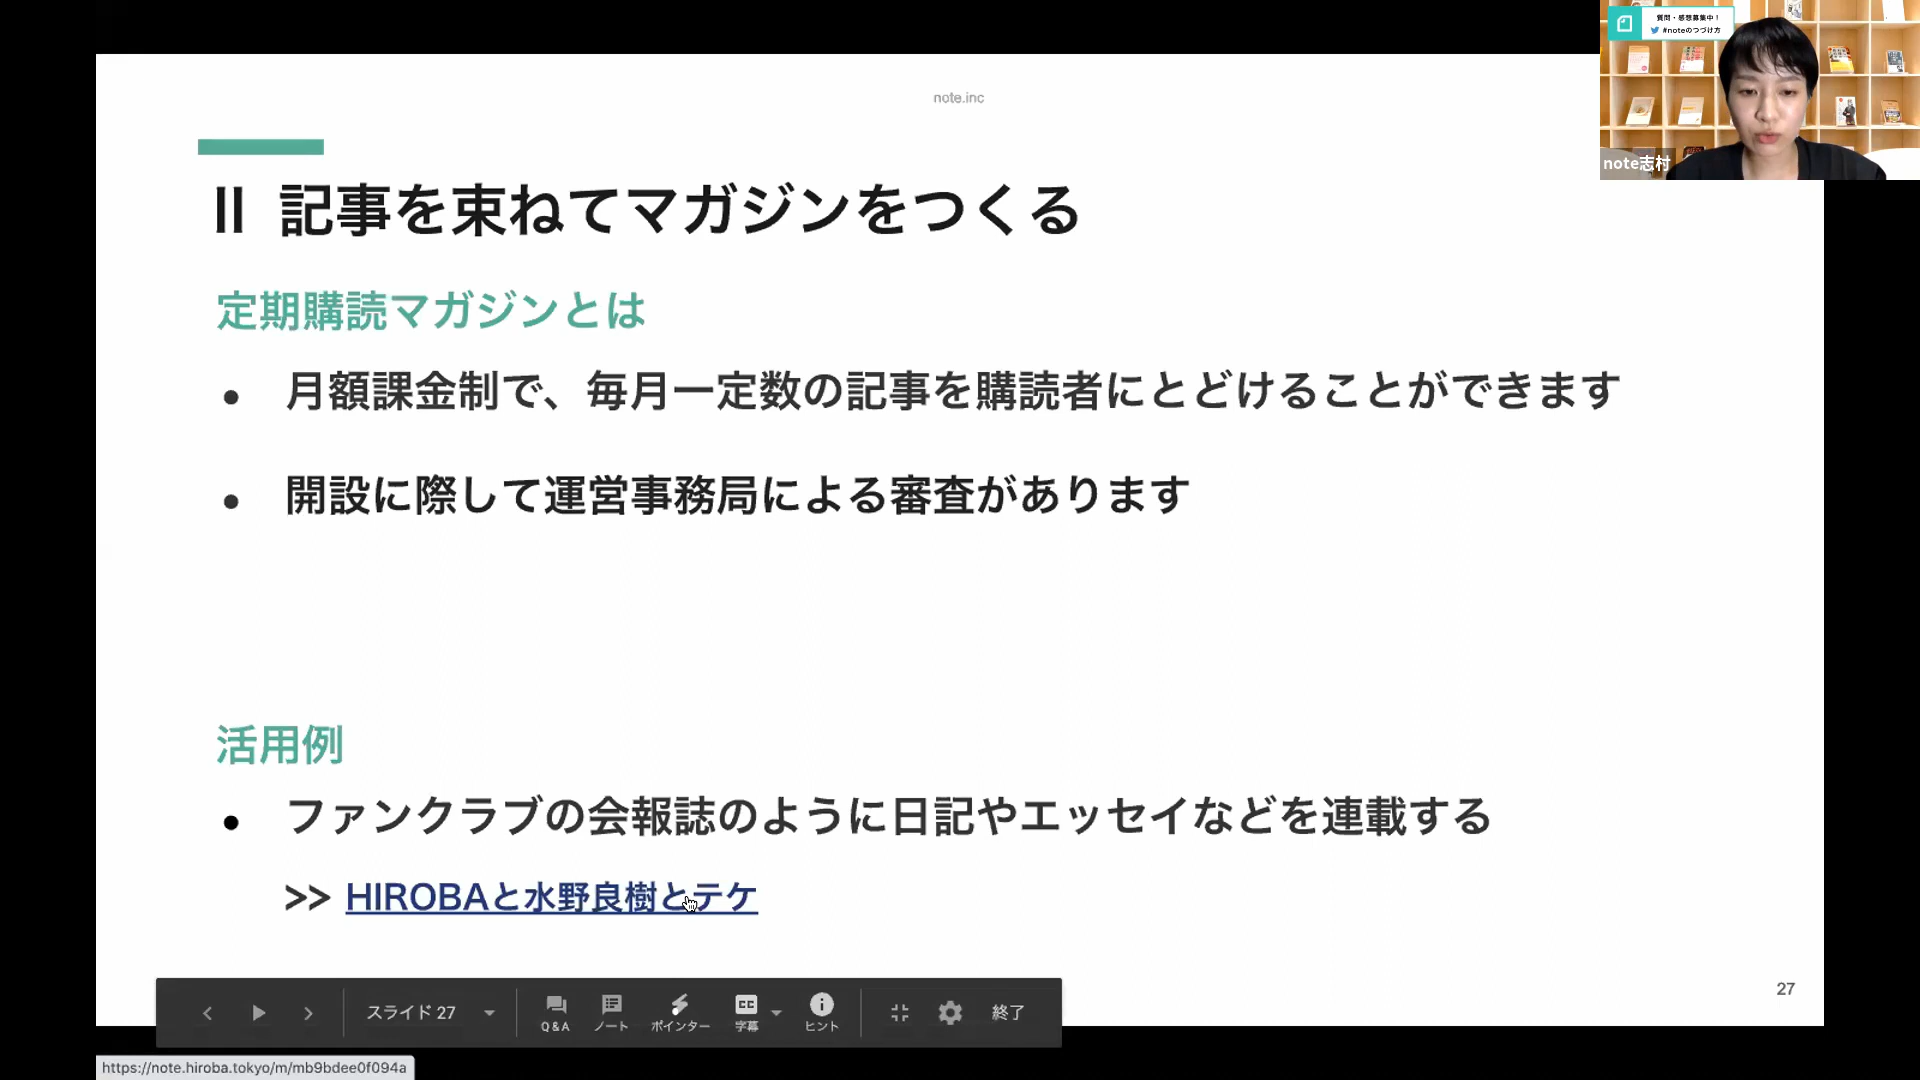 note.inc
質問・感想募集中！
#noteのつづけ方
note志村
II 記事を束ねてマガジンをつくる
定期購読マガジンとは
● 月額課金制で、毎月一定数の記事を購読者にとどけることができます
● 開設に際して運営事務局による審査があります
活用例
● ファンクラブの会報誌のように日記やエッセイなどを連載する
>> HIROBAと水野良樹とテケ
27
スライド 27
Q&A
ノート
ポインター
CC
字幕
ヒント
終了
https://note.hiroba.tokyo/m/mb9bdee0f094a